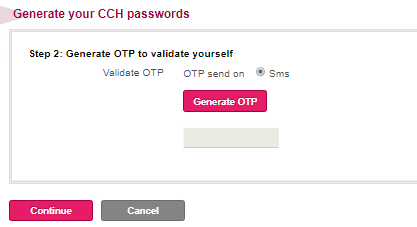 Generate your CCH passwords
Step 2: Generate OTP to validate yourself
Validate OTP OTP send on Sms
Generate OTP
Continue Cancel